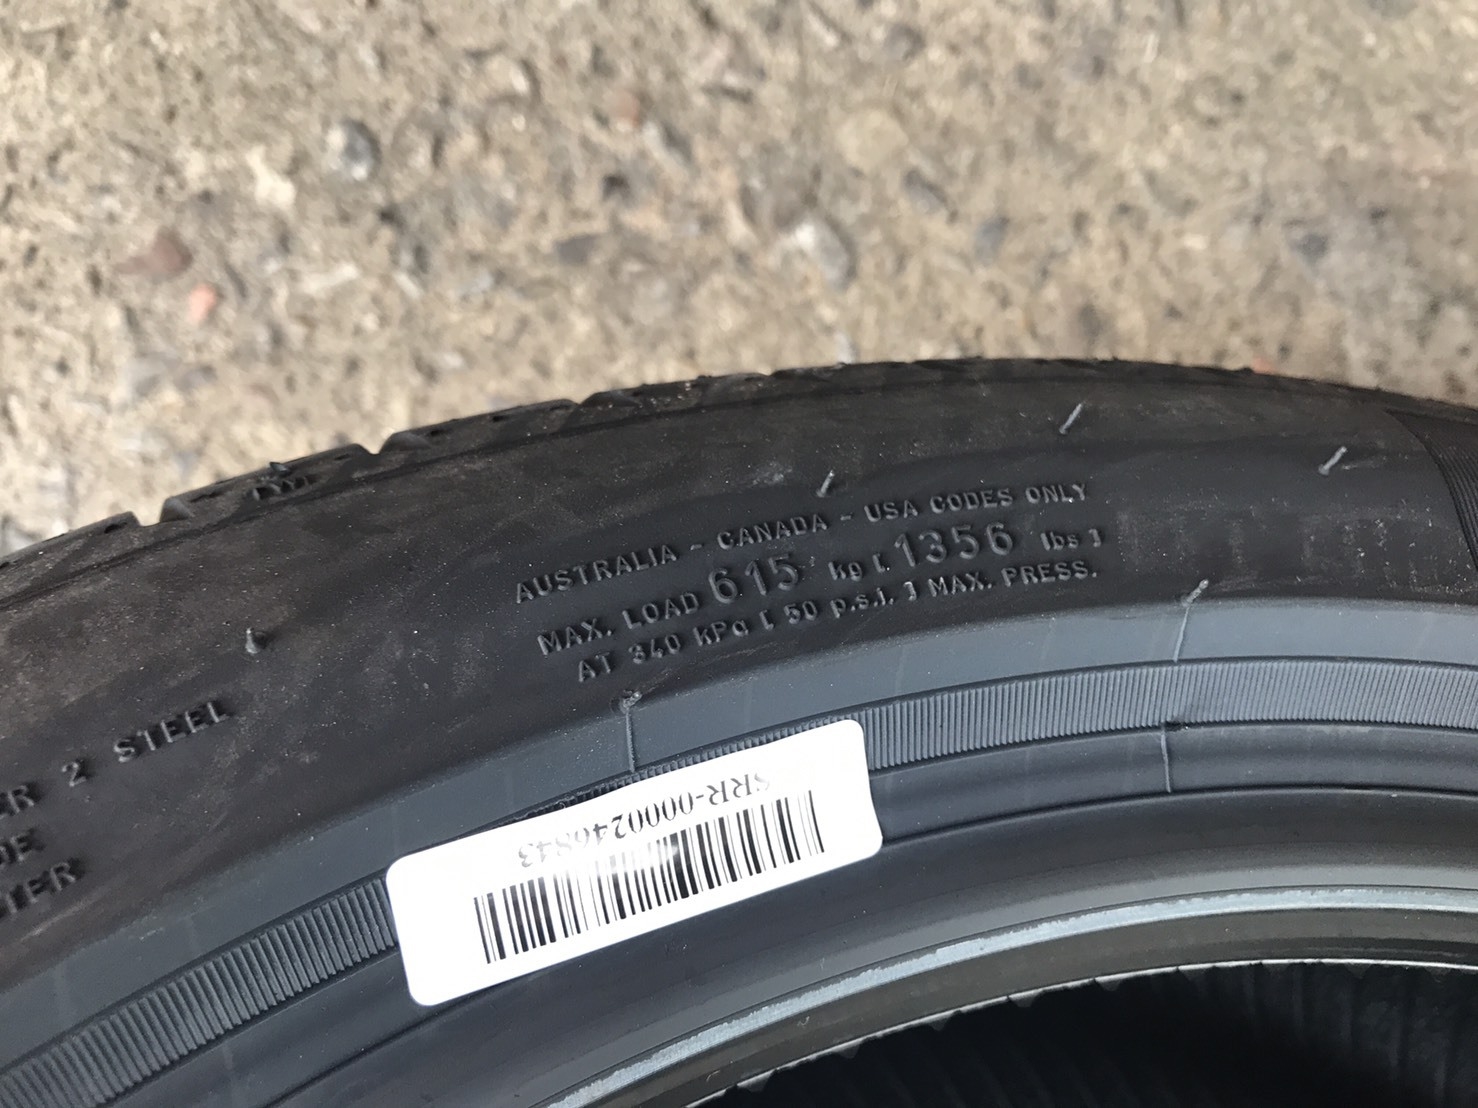 AUSTRALIA - CANADA - USA CODES ONLY
MAX. LOAD 615 kg [ 1356 lbs ]
AT 340 kPa [ 50 p.s.i. ] MAX. PRESS.
2 STEEL
SRR-0000246843